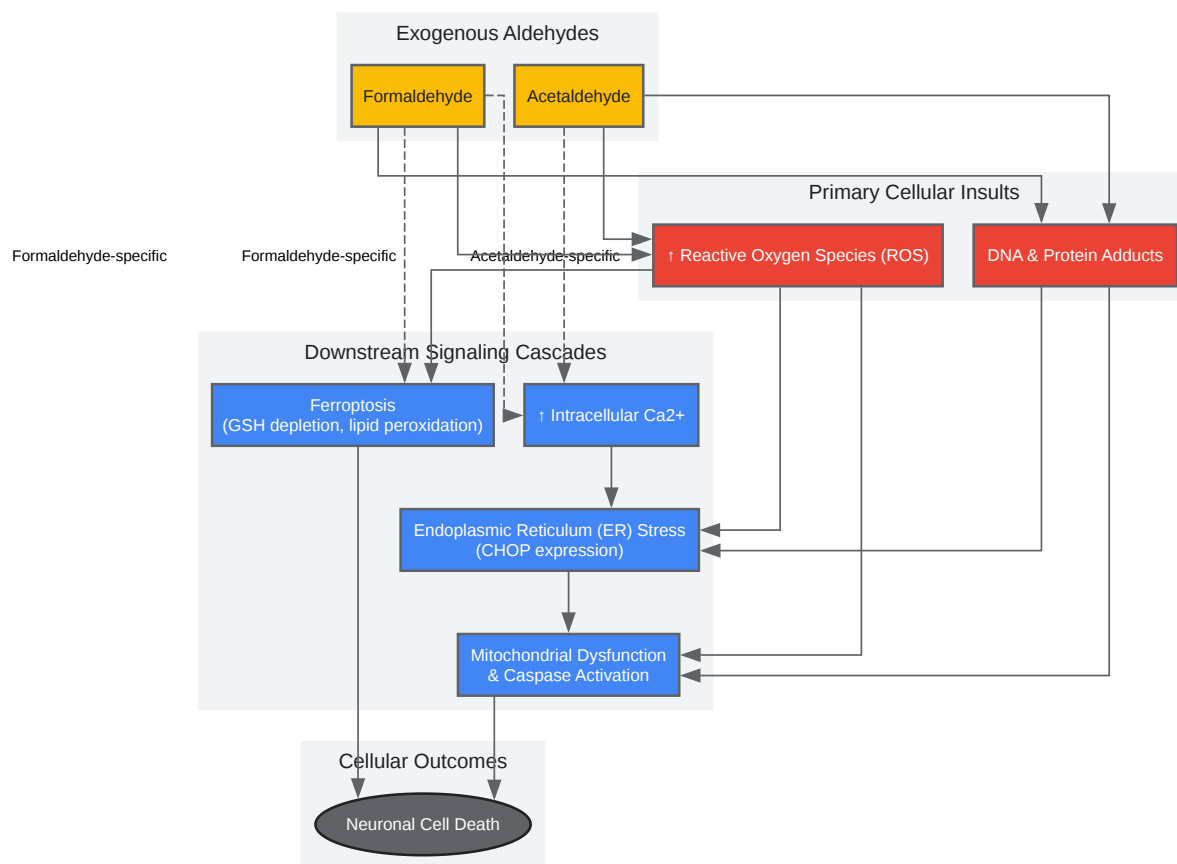 Exogenous Aldehydes
Formaldehyde
Acetaldehyde
Primary Cellular Insults
Formaldehyde-specific
Formaldehyde-specific
Acetaldehyde-specific
↑ Reactive Oxygen Species (ROS)
DNA & Protein Adducts
Downstream Signaling Cascades
Ferroptosis
(GSH depletion, lipid peroxidation)
↑ Intracellular Ca2+
Endoplasmic Reticulum (ER) Stress
(CHOP expression)
Mitochondrial Dysfunction
& Caspase Activation
Cellular Outcomes
Neuronal Cell Death